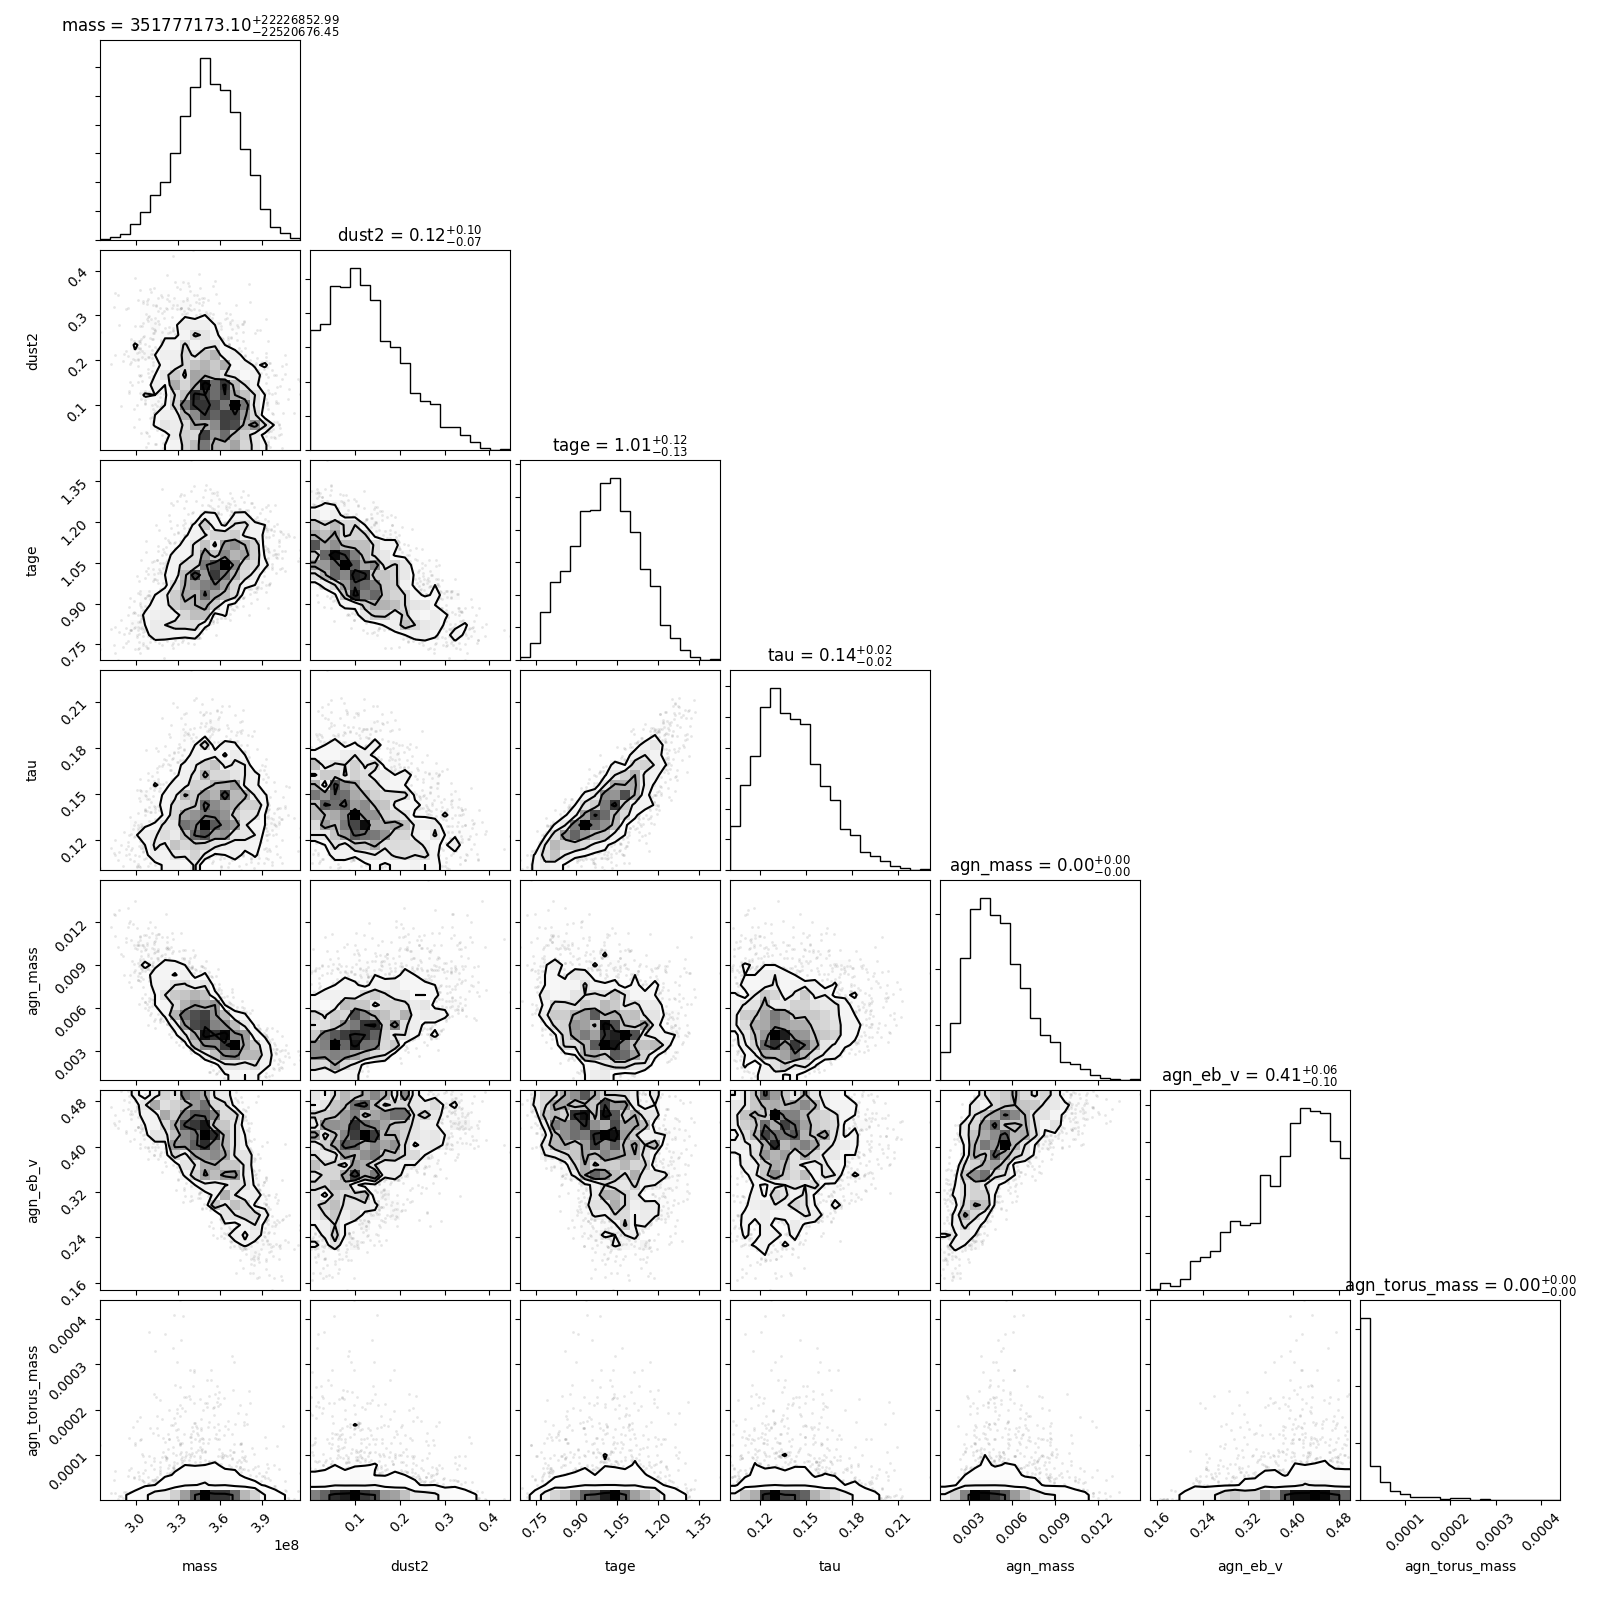 mass = 351777173.10 +22226852.99 −22520676.45
dust2 = 0.12 +0.10 −0.07
dust2
0.4
0.3
0.2
0.1
tage = 1.01 +0.12 −0.13
tage
1.35
1.20
1.05
0.90
0.75
tau = 0.14 +0.02 −0.02
tau
0.21
0.18
0.15
0.12
agn_mass = 0.00 +0.00 −0.00
agn_mass
0.012
0.009
0.006
0.003
agn_eb_v = 0.41 +0.06 −0.10
agn_eb_v
0.48
0.40
0.32
0.24
0.16
agn_torus_mass = 0.00 +0.00 −0.00
agn_torus_mass
0.0004
0.0003
0.0002
0.0001
3.0 3.3 3.6 3.9 0.1 0.2 0.3 0.4 0.75 0.90 1.05 1.20 1.35 0.12 0.15 0.18 0.21 0.003 0.006 0.009 0.012 0.16 0.24 0.32 0.40 0.48 0.0001 0.0002 0.0003 0.0004
1e8
mass dust2 tage tau agn_mass agn_eb_v agn_torus_mass